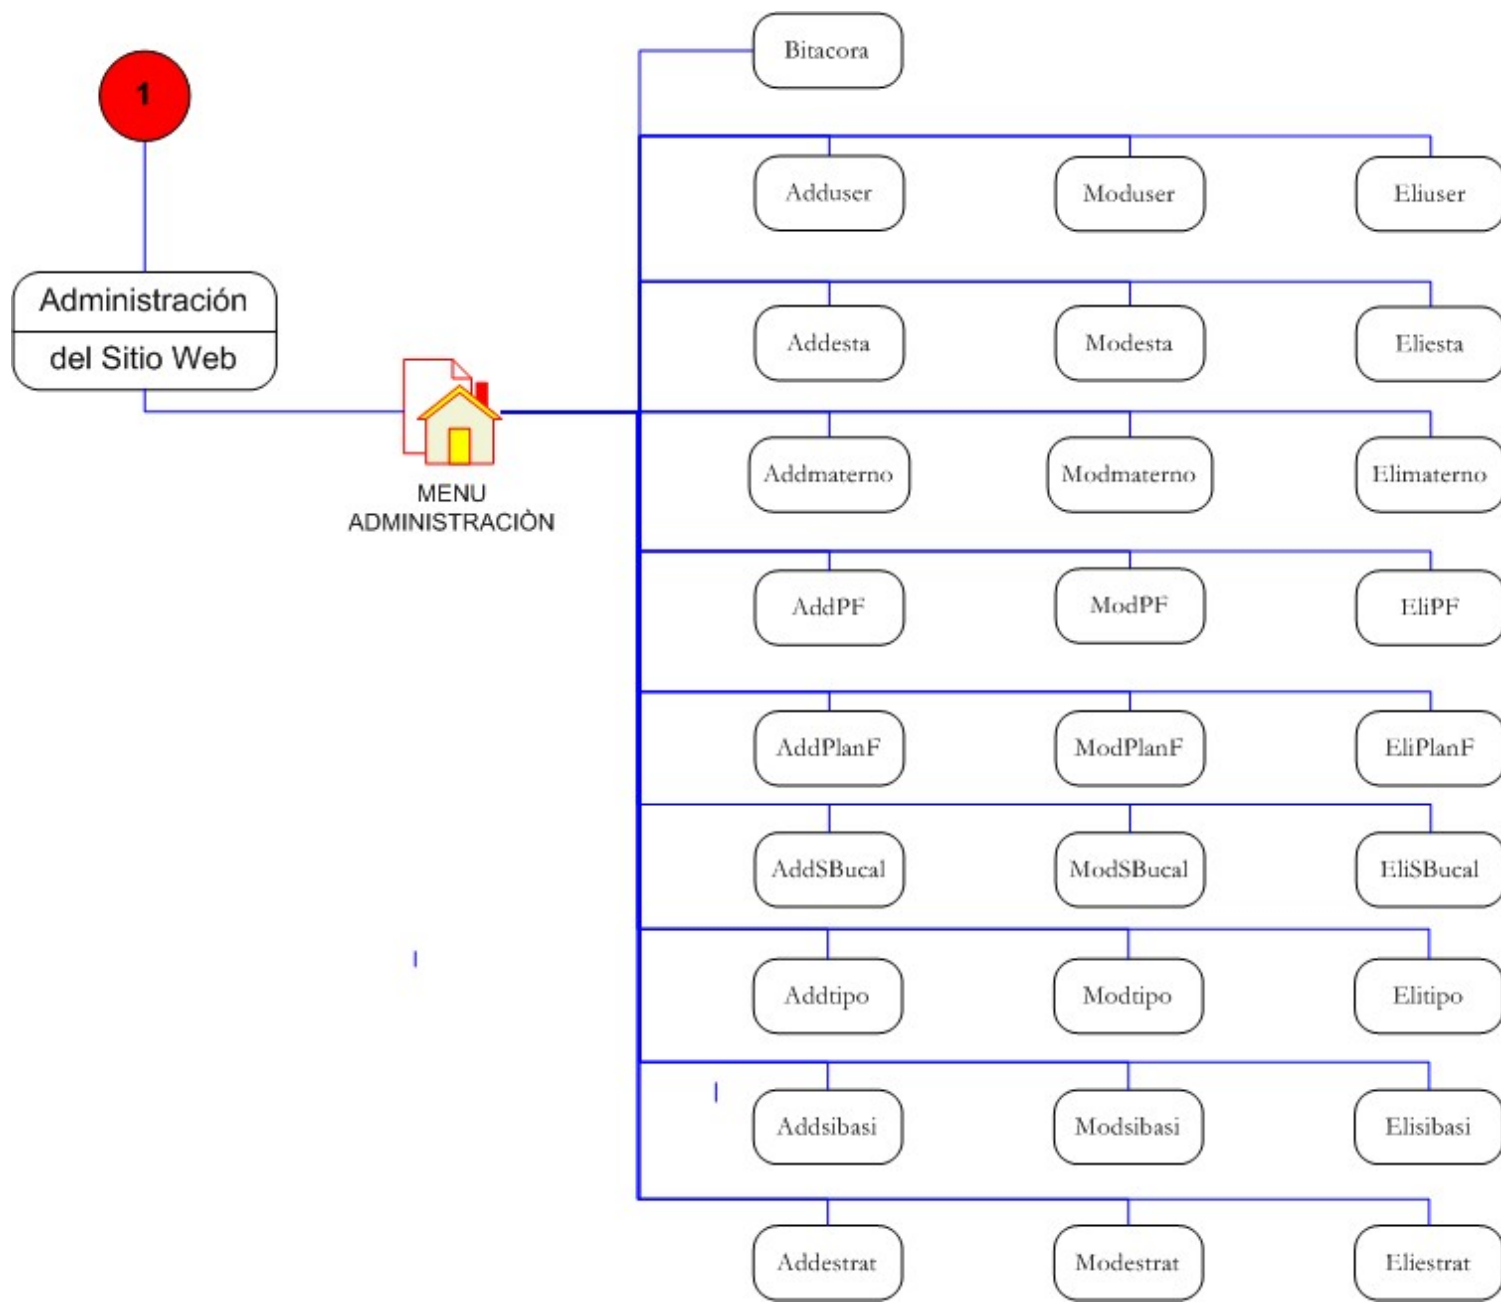 1
Administración
del Sitio Web
MENU
ADMINISTRACIÒN
Bitacora
Adduser
Moduser
Eliuser
Addesta
Modesta
Eliesta
Addmaterno
Modmaterno
Elimaterno
AddPF
ModPF
EliPF
AddPlanF
ModPlanF
EliPlanF
AddSBucal
ModSBucal
EliSBucal
Addtipo
Modtipo
Elitipo
Addsibasi
Modsibasi
Elisibasi
Addestrat
Modestrat
Eliestrat